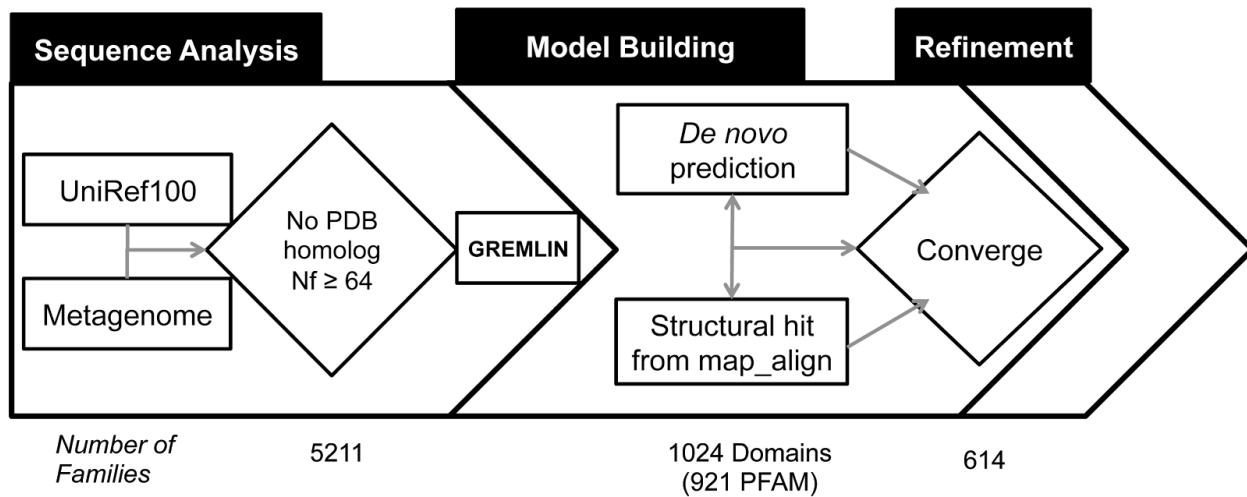 Sequence Analysis
Model Building
Refinement
UniRef100
Metagenome
No PDB
homolog
Nf ≥ 64
GREMLIN
De novo
prediction
Structural hit
from map_align
Converge
Number of
Families
5211
1024 Domains
(921 PFAM)
614